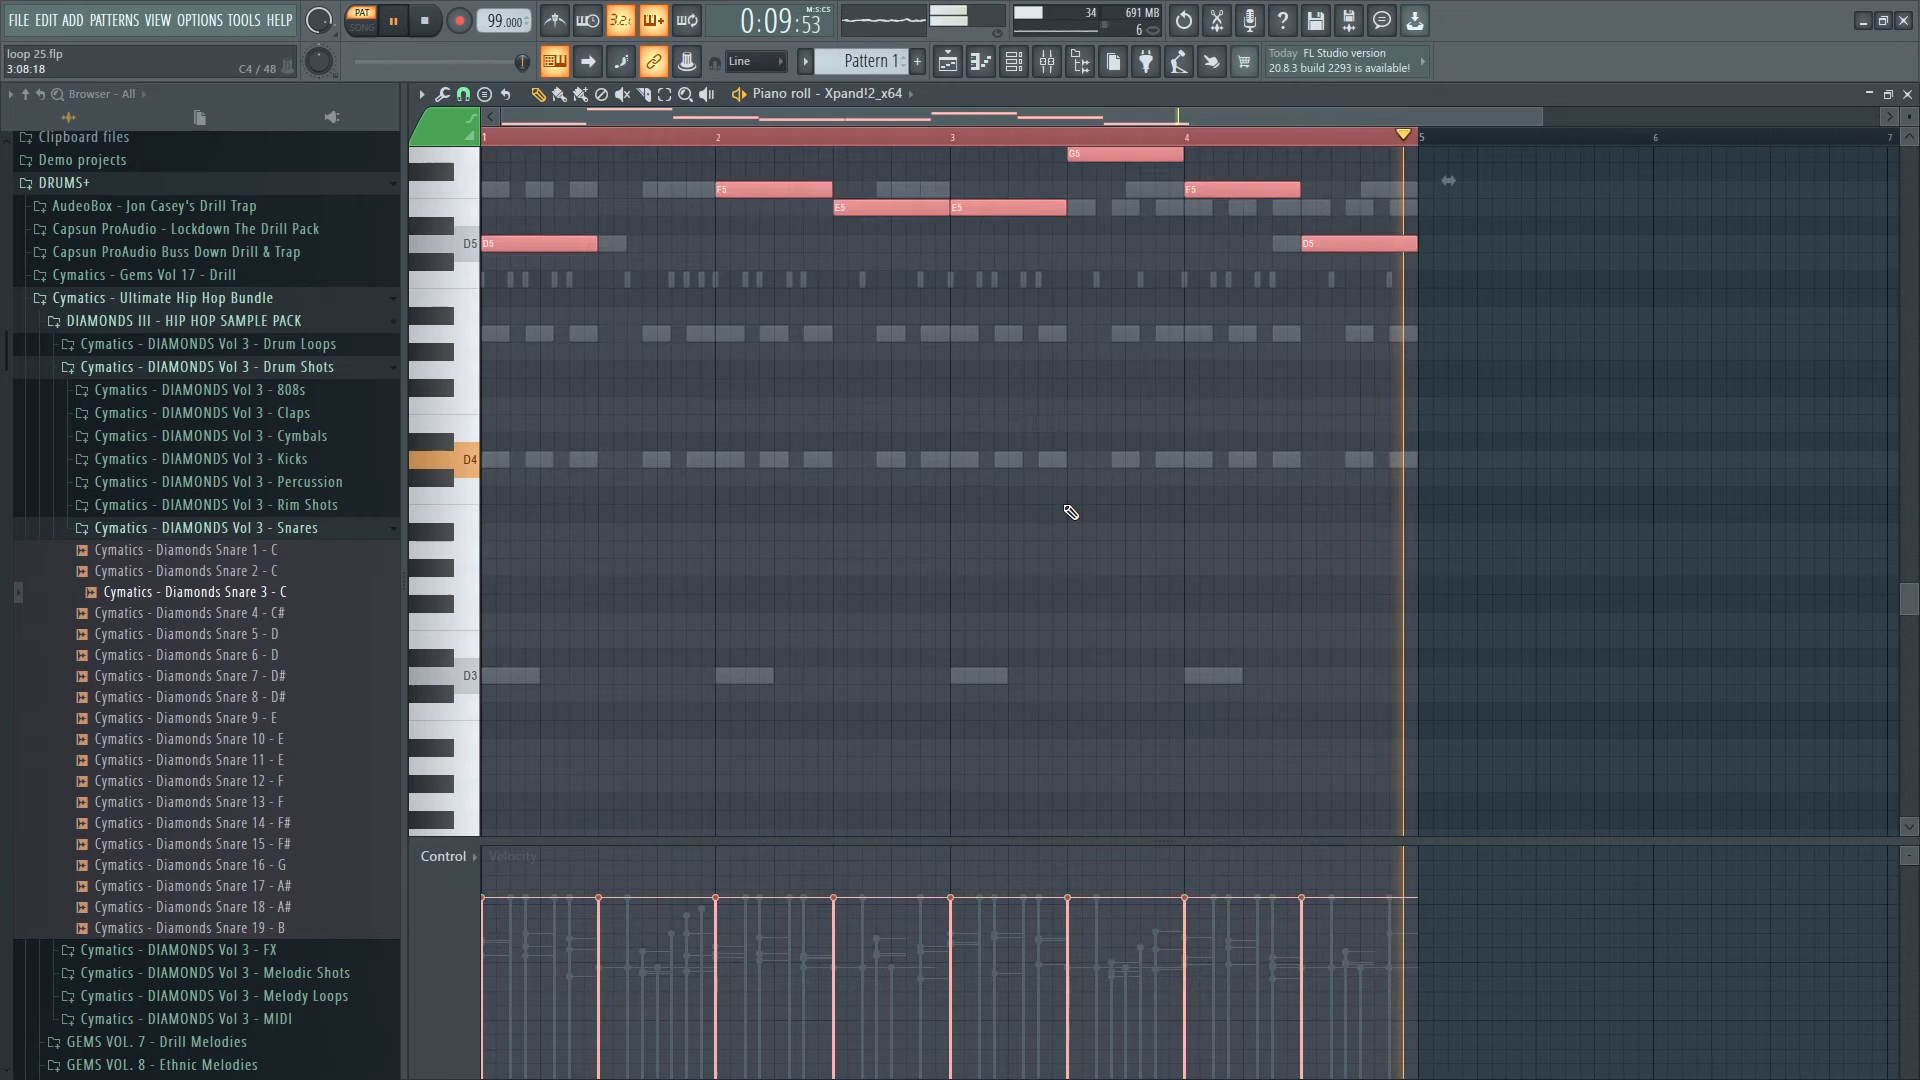 FILE EDIT ADD PATTERNS VIEW OPTIONS TOOLS HELP
PAT
SONG
99.000
3.2.
0:09:53
M:S:CS
34
691 MB
6
loop 25.flp
3:08:18
C4 / 48
Line
Pattern 1
Today FL Studio version
20.8.3 build 2293 is available!
Browser - All
Piano roll - Xpand!2_x64
Clipboard files
Demo projects
DRUMS+
AudeoBox - Jon Casey's Drill Trap
Capsun ProAudio - Lockdown The Drill Pack
Capsun ProAudio Buss Down Drill & Trap
Cymatics - Gems Vol 17 - Drill
Cymatics - Ultimate Hip Hop Bundle
DIAMONDS III - HIP HOP SAMPLE PACK
Cymatics - DIAMONDS Vol 3 - Drum Loops
Cymatics - DIAMONDS Vol 3 - Drum Shots
Cymatics - DIAMONDS Vol 3 - 808s
Cymatics - DIAMONDS Vol 3 - Claps
Cymatics - DIAMONDS Vol 3 - Cymbals
Cymatics - DIAMONDS Vol 3 - Kicks
Cymatics - DIAMONDS Vol 3 - Percussion
Cymatics - DIAMONDS Vol 3 - Rim Shots
Cymatics - DIAMONDS Vol 3 - Snares
Cymatics - Diamonds Snare 1 - C
Cymatics - Diamonds Snare 2 - C
Cymatics - Diamonds Snare 3 - C
Cymatics - Diamonds Snare 4 - C#
Cymatics - Diamonds Snare 5 - D
Cymatics - Diamonds Snare 6 - D
Cymatics - Diamonds Snare 7 - D#
Cymatics - Diamonds Snare 8 - D#
Cymatics - Diamonds Snare 9 - E
Cymatics - Diamonds Snare 10 - E
Cymatics - Diamonds Snare 11 - E
Cymatics - Diamonds Snare 12 - F
Cymatics - Diamonds Snare 13 - F
Cymatics - Diamonds Snare 14 - F#
Cymatics - Diamonds Snare 15 - F#
Cymatics - Diamonds Snare 16 - G
Cymatics - Diamonds Snare 17 - A#
Cymatics - Diamonds Snare 18 - A#
Cymatics - Diamonds Snare 19 - B
Cymatics - DIAMONDS Vol 3 - FX
Cymatics - DIAMONDS Vol 3 - Melodic Shots
Cymatics - DIAMONDS Vol 3 - Melody Loops
Cymatics - DIAMONDS Vol 3 - MIDI
GEMS VOL. 7 - Drill Melodies
GEMS VOL. 8 - Ethnic Melodies
1 2 3 4 5 6 7
G5
F5 F5
E5 E5
D5 D5 D5
D4
D3
Control Velocity